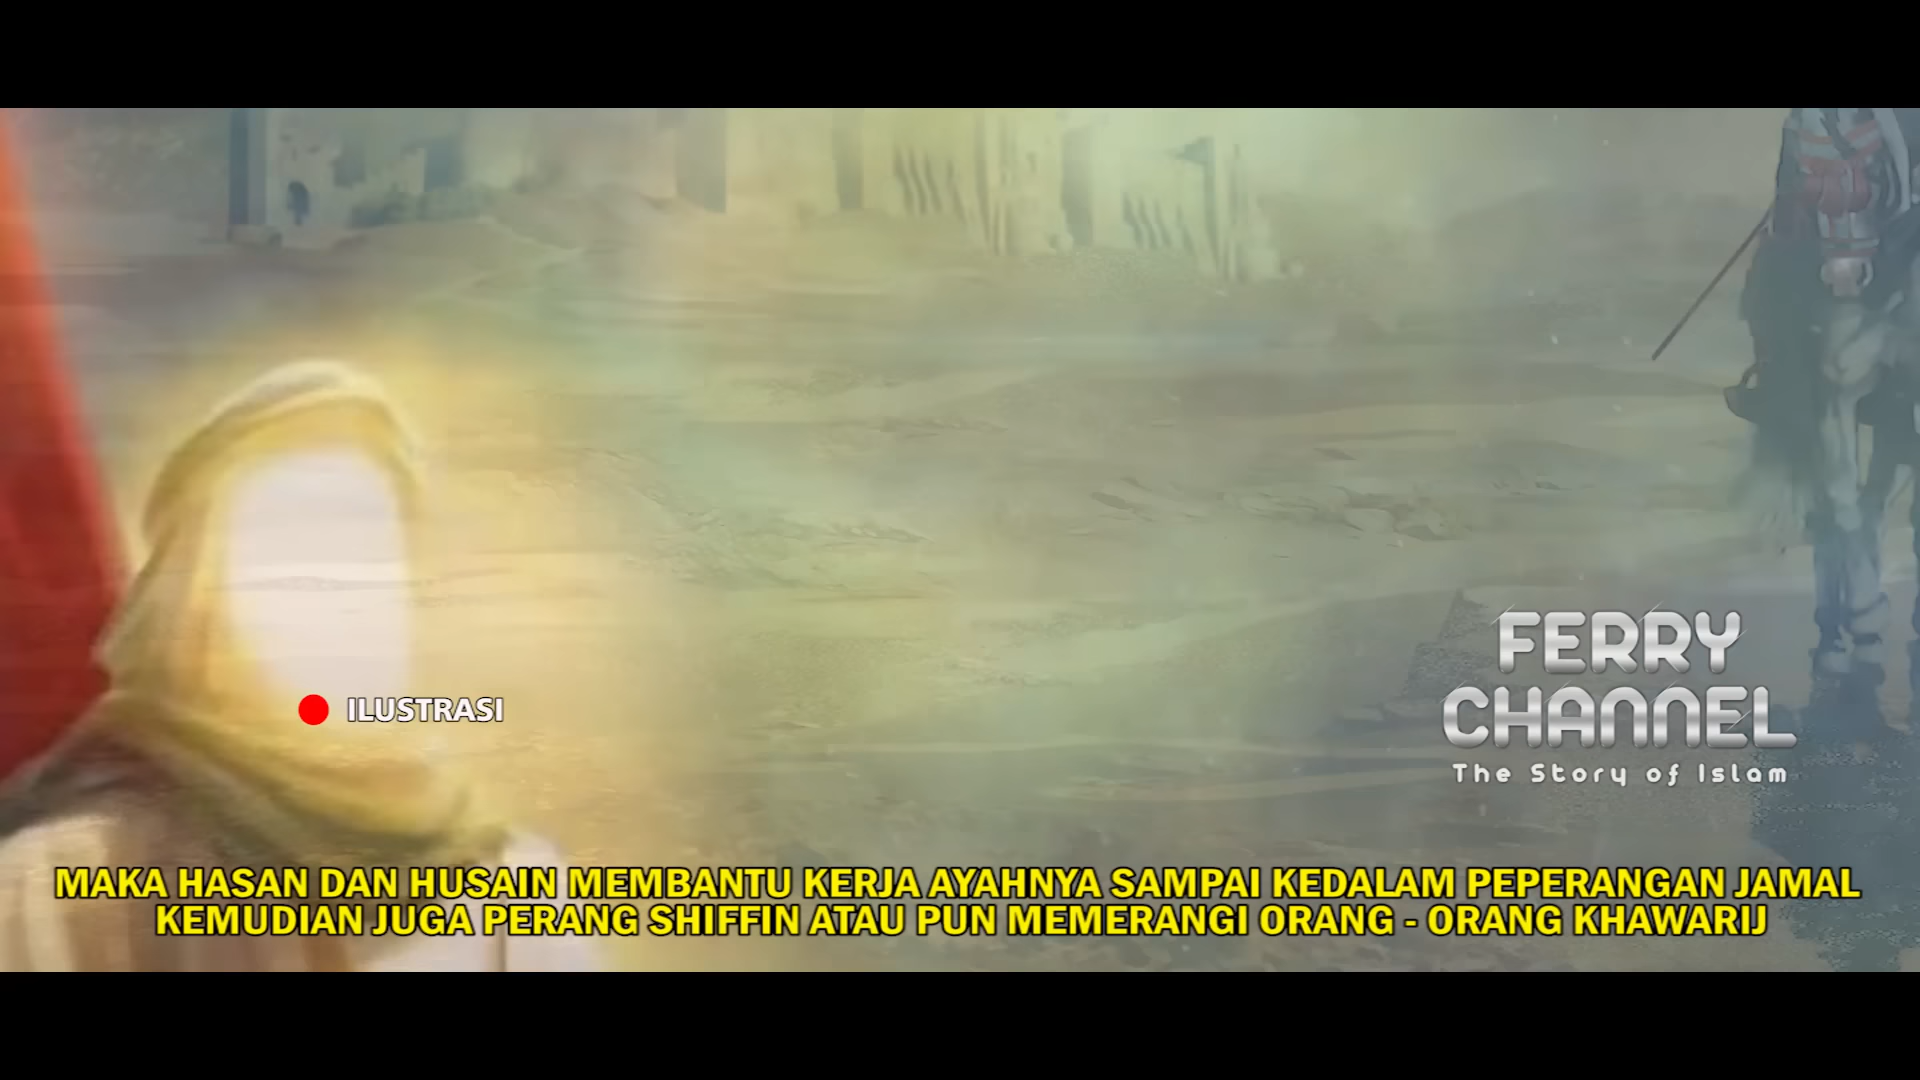 ILUSTRASI
FERRY
CHANNEL
The Story of Islam
MAKA HASAN DAN HUSAIN MEMBANTU KERJA AYAHNYA SAMPAI KEDALAM PEPERANGAN JAMAL
KEMUDIAN JUGA PERANG SHIFFIN ATAU PUN MEMERANGI ORANG - ORANG KHAWARIJ